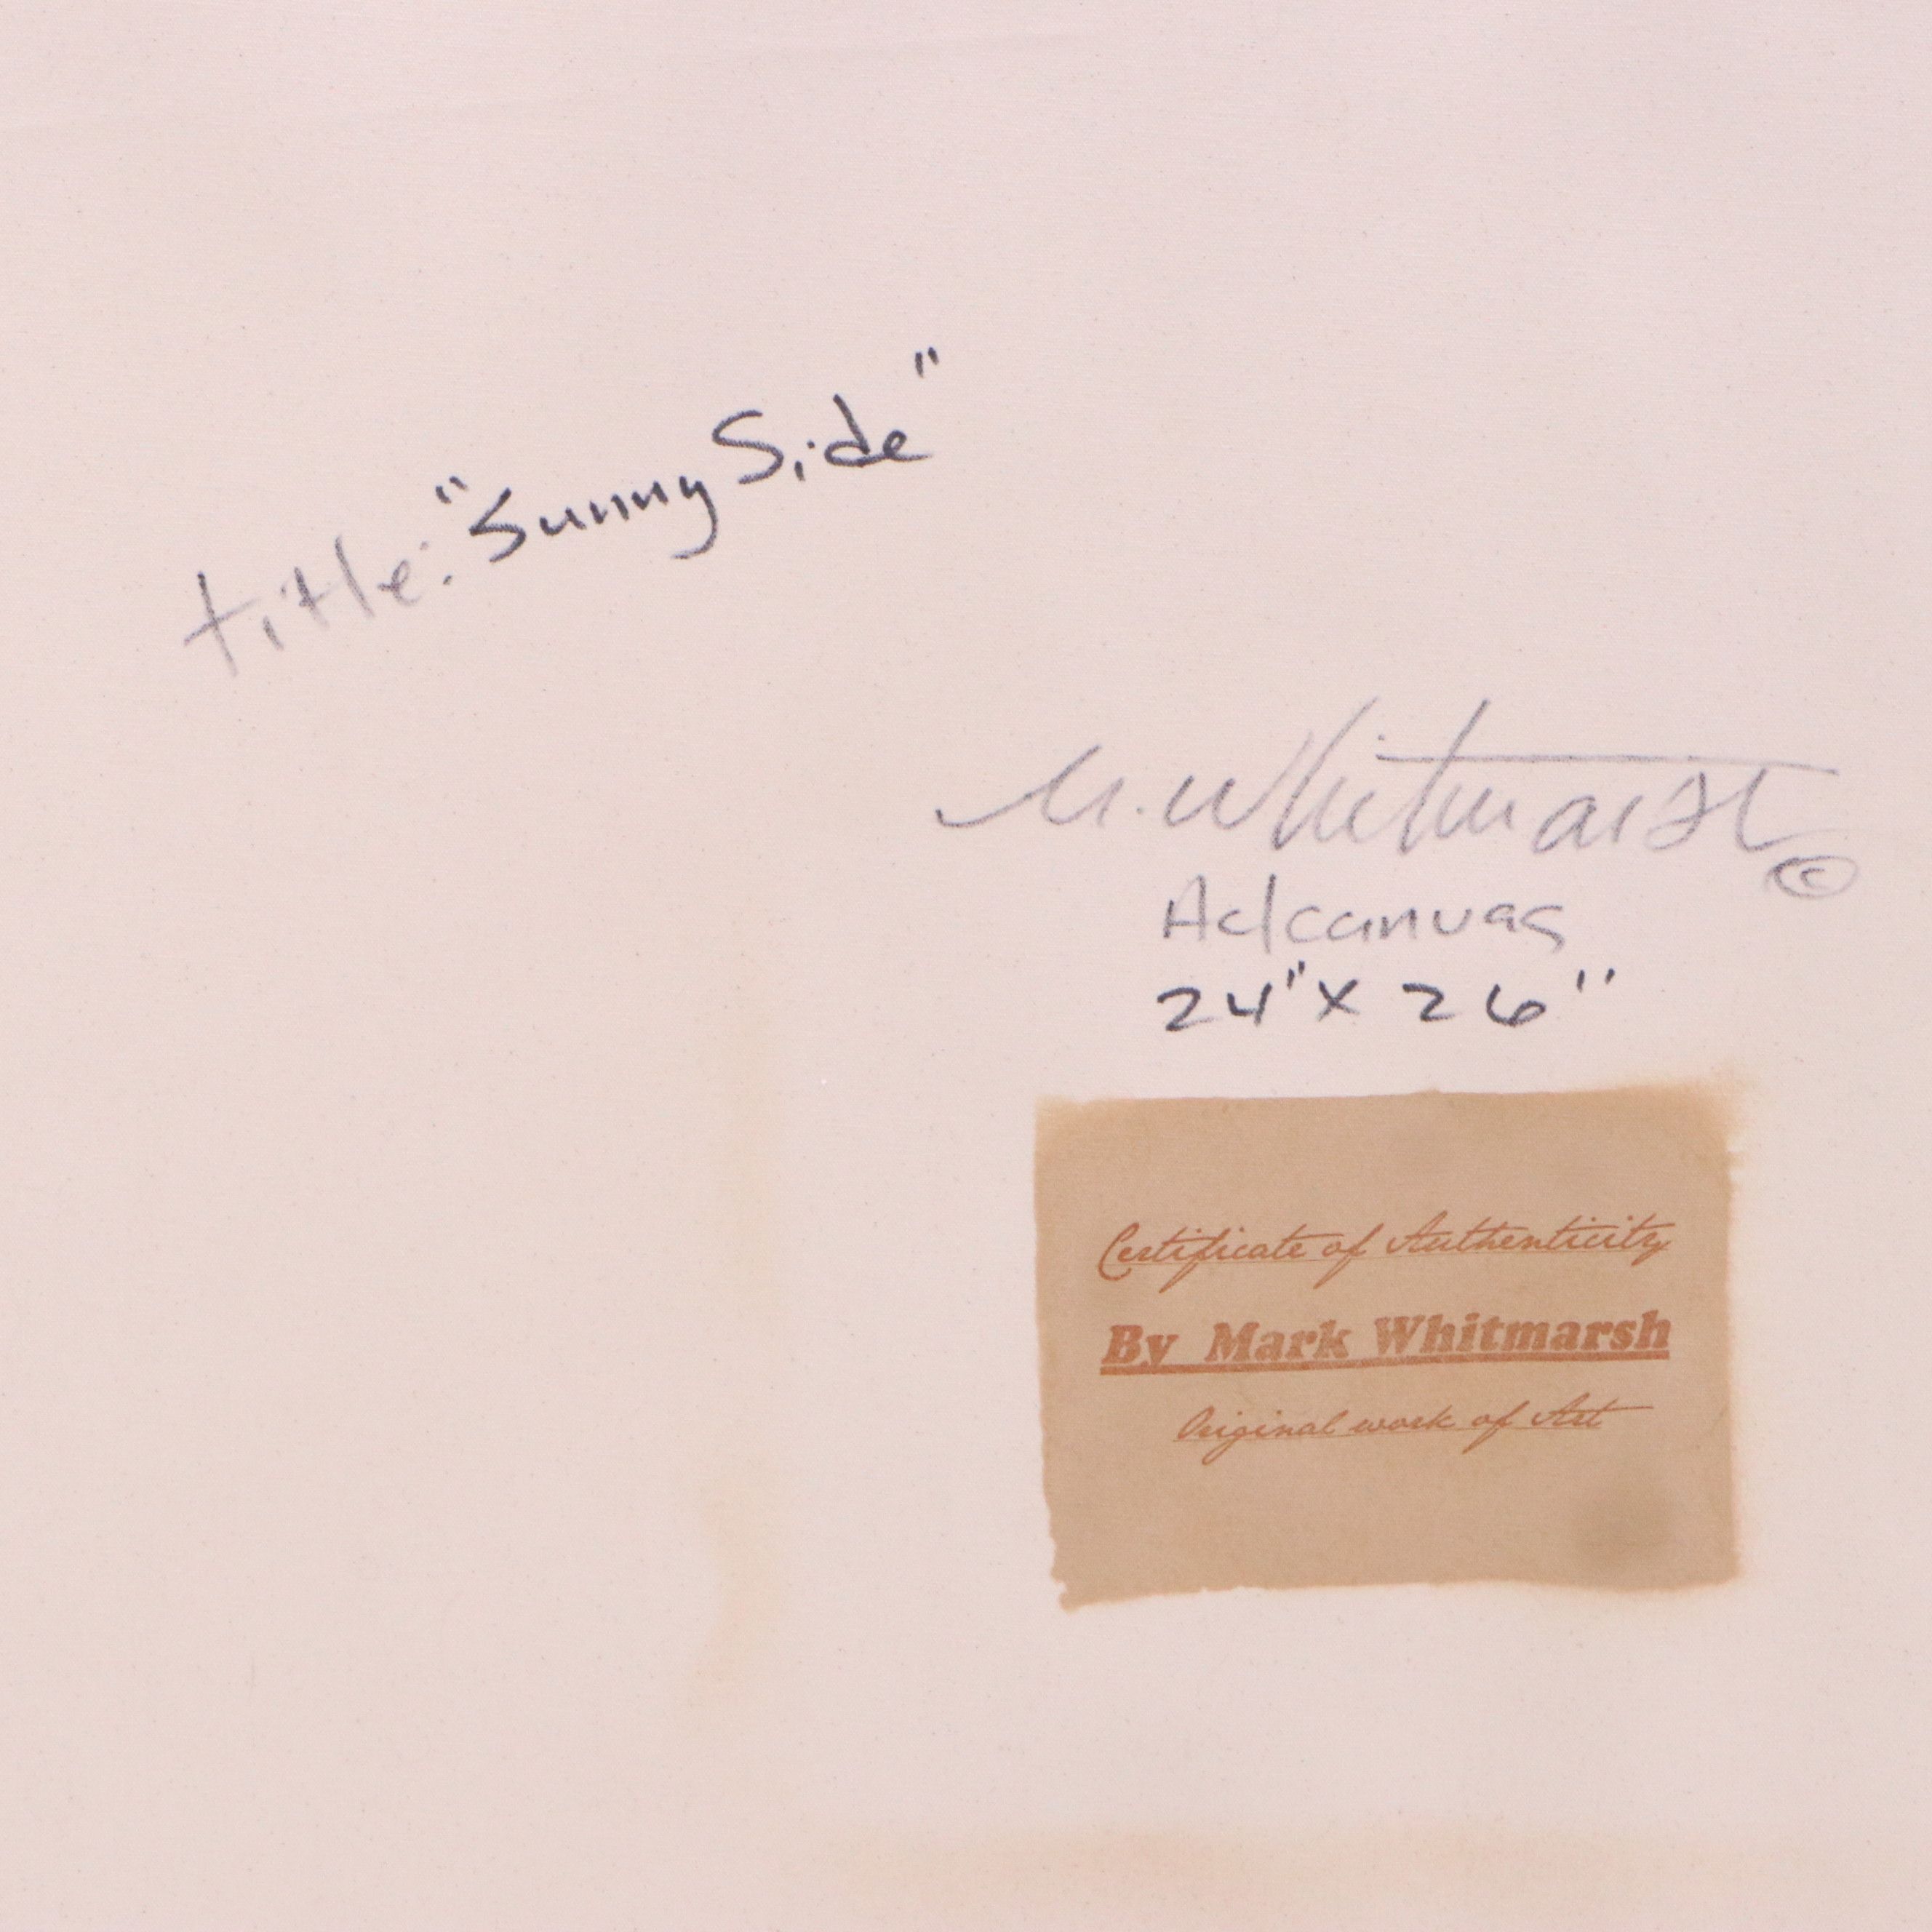 title: "Sunny Side"
M. Whitmarsh ©
Ac/canvas
24" X 26"
Certificate of Authenticity
By Mark Whitmarsh
Original work of Art